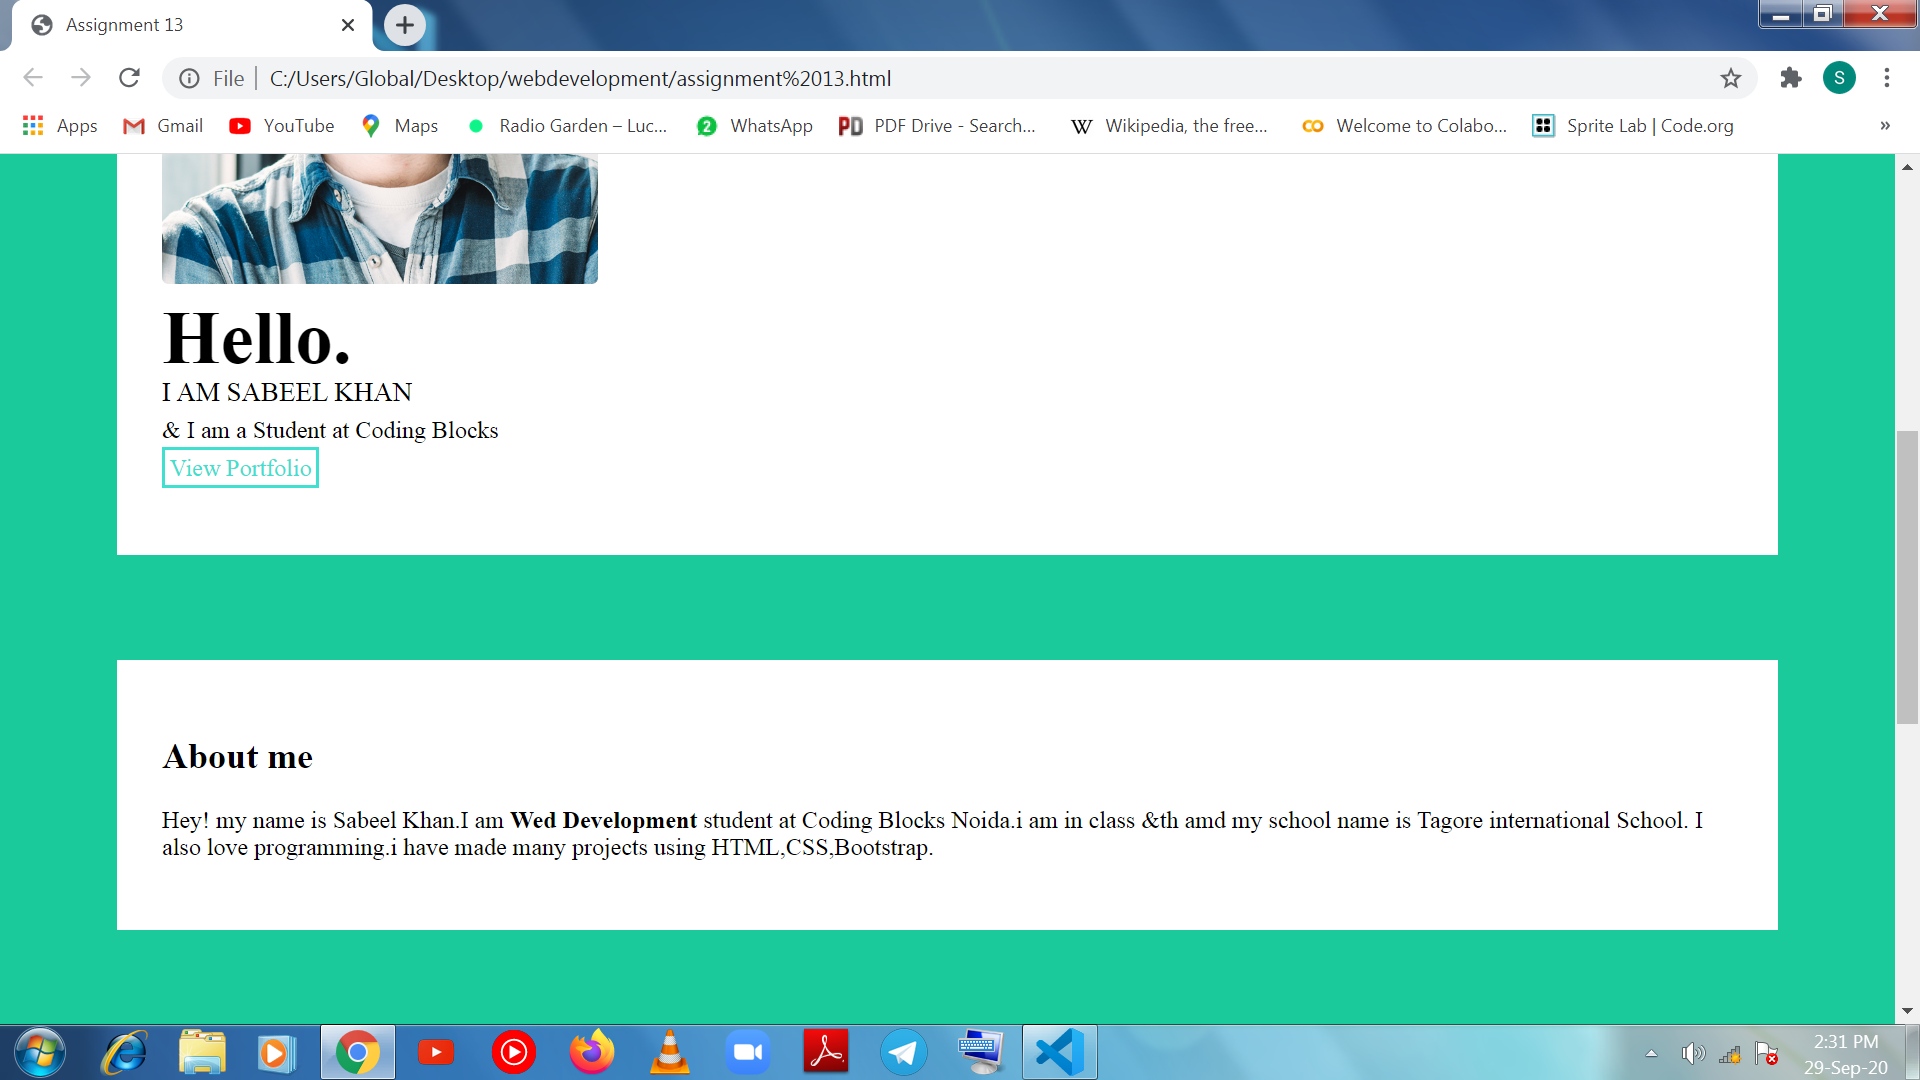 Assignment 13
File
C:/Users/Global/Desktop/webdevelopment/assignment%2013.html
S
Apps
Gmail
YouTube
Maps
Radio Garden – Luc...
2
WhatsApp
PD
PDF Drive - Search...
W
Wikipedia, the free...
CO
Welcome to Colabo...
Sprite Lab | Code.org
»
Hello.
I AM SABEEL KHAN
& I am a Student at Coding Blocks
View Portfolio
About me
Hey! my name is Sabeel Khan.I am Wed Development student at Coding Blocks Noida.i am in class &th amd my school name is Tagore international School. I
also love programming.i have made many projects using HTML,CSS,Bootstrap.
2:31 PM
29-Sep-20